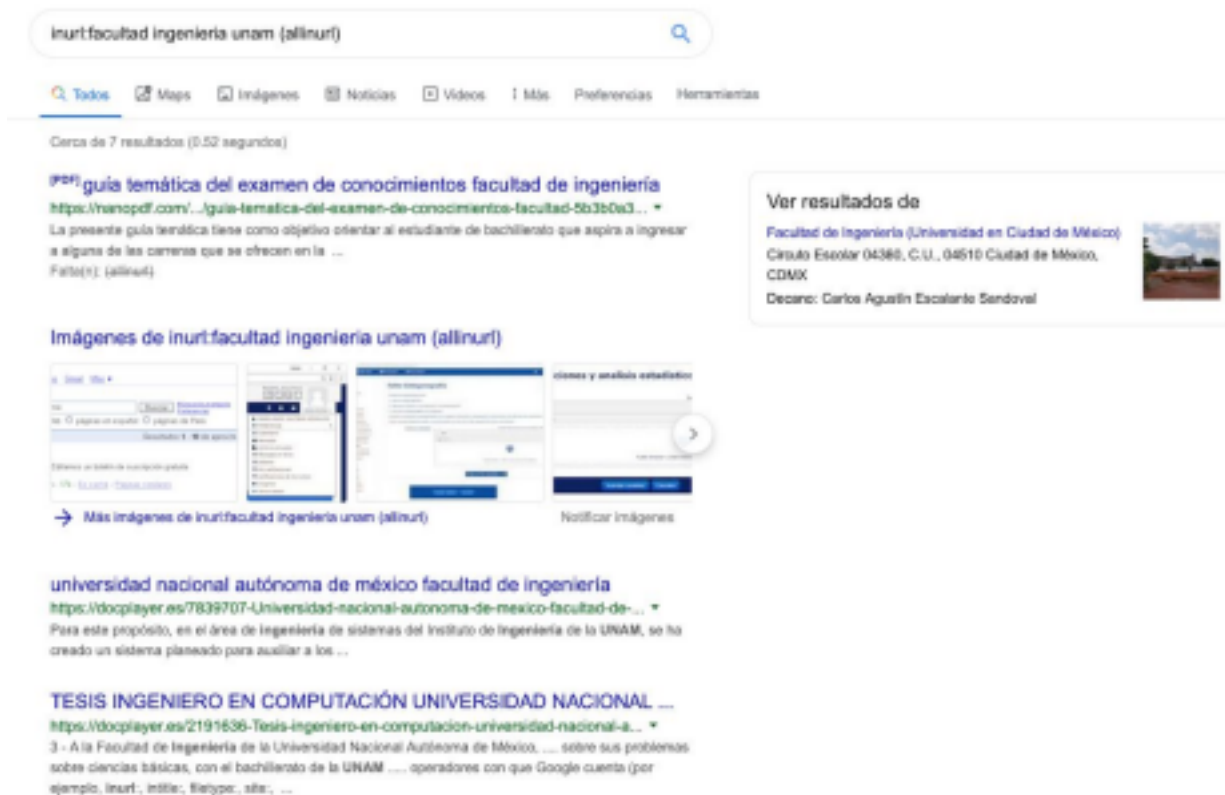 inurl:facultad ingenieria unam (allinurl)
Todos Maps Imágenes Noticias Videos Más Preferencias Herramientas
Cerca de 7 resultados (0.52 segundos)
[PDF] guía temática del examen de conocimientos facultad de ingeniería
https://nanopdf.com/.../guia-tematica-del-examen-de-conocimientos-facultad-5b3b0a3...
La presente guía temática tiene como objetivo orientar al estudiante de bachillerato que aspira a ingresar
a alguna de las carreras que se ofrecen en la ...
Falta(n): (allinurl)
Ver resultados de
Facultad de Ingeniería (Universidad en Ciudad de México)
Circuito Escolar 04360, C.U., 04510 Ciudad de México,
CDMX
Decano: Carlos Agustín Escalante Sandoval
Imágenes de inurl:facultad ingenieria unam (allinurl)
ciones y analisis estadístico
Más imágenes de inurl:facultad ingenieria unam (allinurl) Notificar imágenes
universidad nacional autónoma de méxico facultad de ingeniería
https://docplayer.es/7839707-Universidad-nacional-autonoma-de-mexico-facultad-de-...
Para este propósito, en el área de Ingeniería de sistemas del Instituto de Ingeniería de la UNAM, se ha
creado un sistema planeado para auxiliar a los ...
TESIS INGENIERO EN COMPUTACIÓN UNIVERSIDAD NACIONAL ...
https://docplayer.es/2191636-Tesis-ingeniero-en-computacion-universidad-nacional-a...
3 - A la Facultad de Ingeniería de la Universidad Nacional Autónoma de México, .... sobre sus problemas
sobre ciencias básicas, con el bachillerato de la UNAM .... operadores con que Google cuenta (por
ejemplo, inurl:, intitle:, filetype:, site:, ...